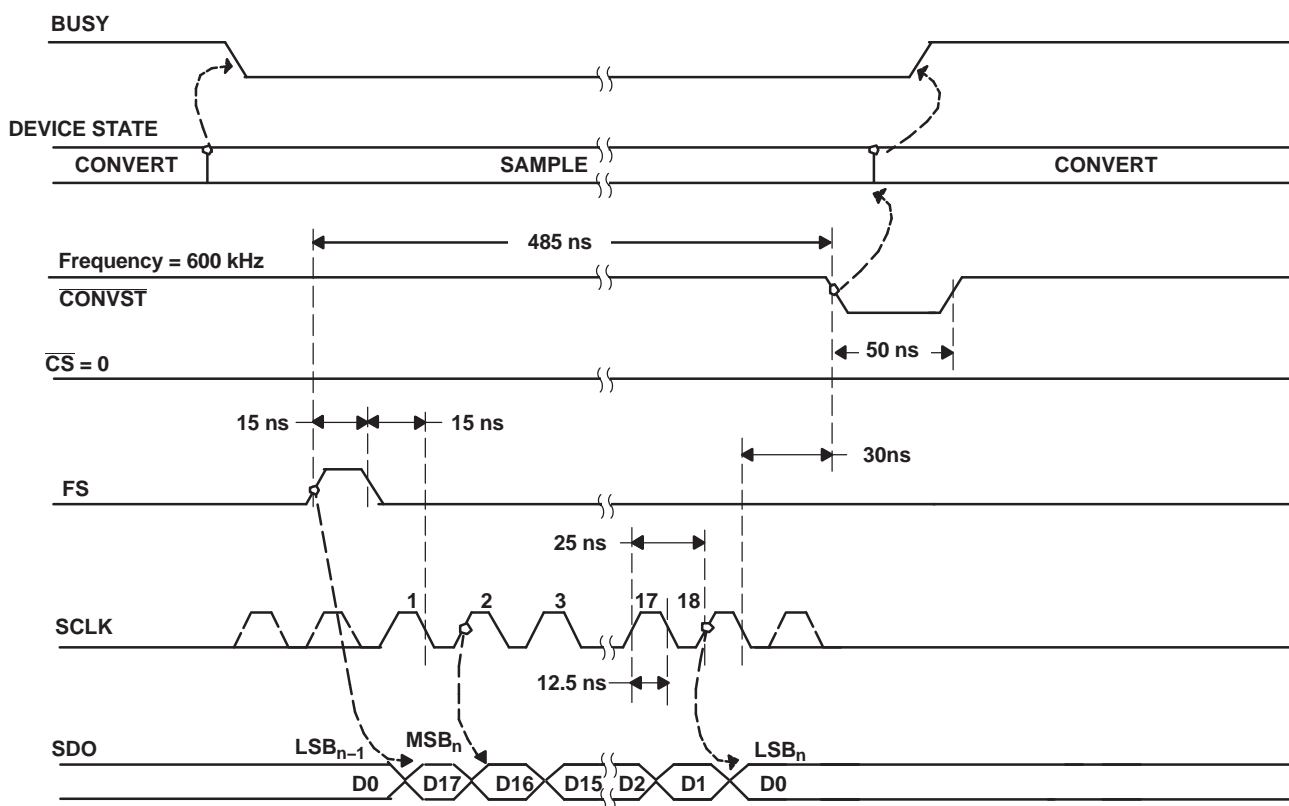 BUSY
DEVICE STATE
CONVERT SAMPLE CONVERT
485 ns
Frequency = 600 kHz
CONVST
50 ns
CS = 0
15 ns 15 ns
30ns
FS
25 ns
1 2 3 17 18
SCLK
12.5 ns
SDO LSBn−1 MSBn LSBn
D0 D17 D16 D15 D2 D1 D0